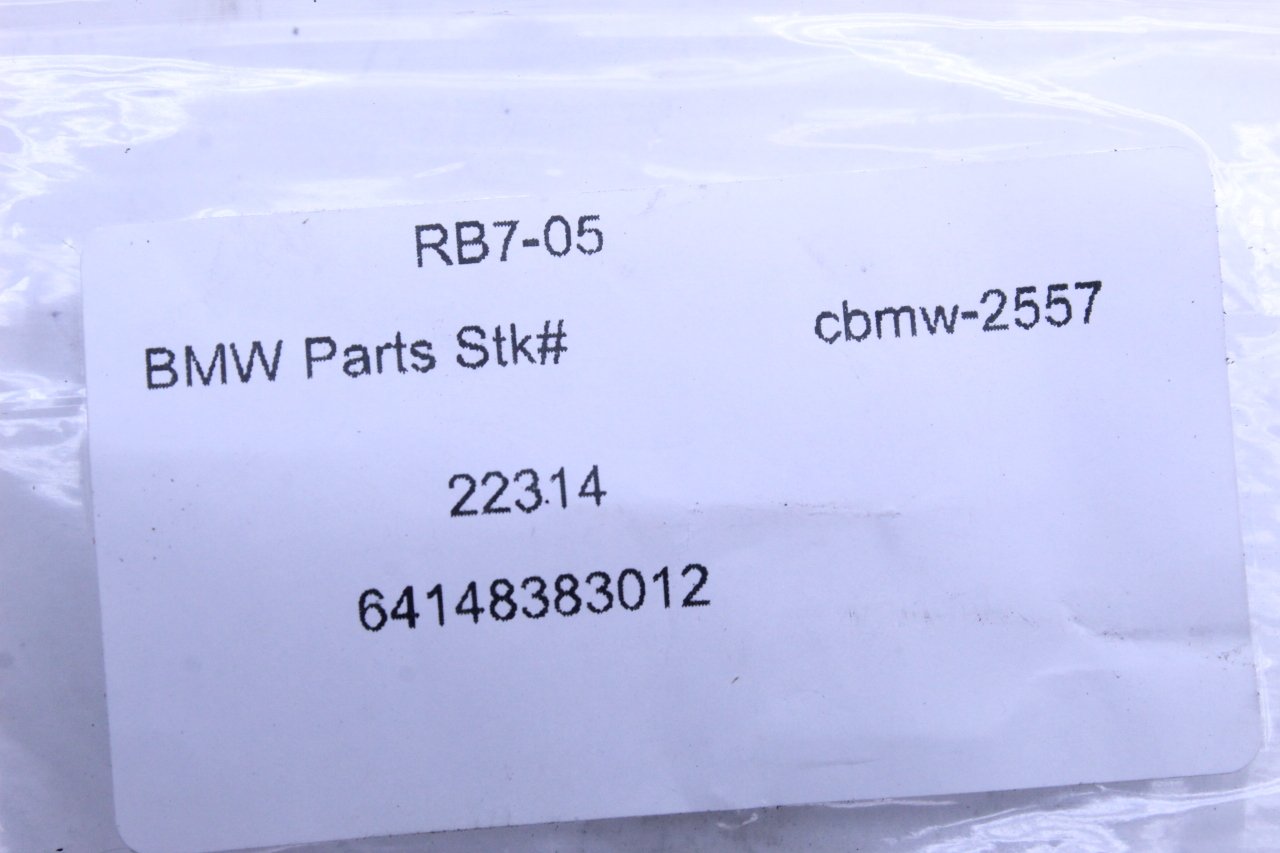 RB7-05
BMW Parts Stk# cbmw-2557
22314
64148383012